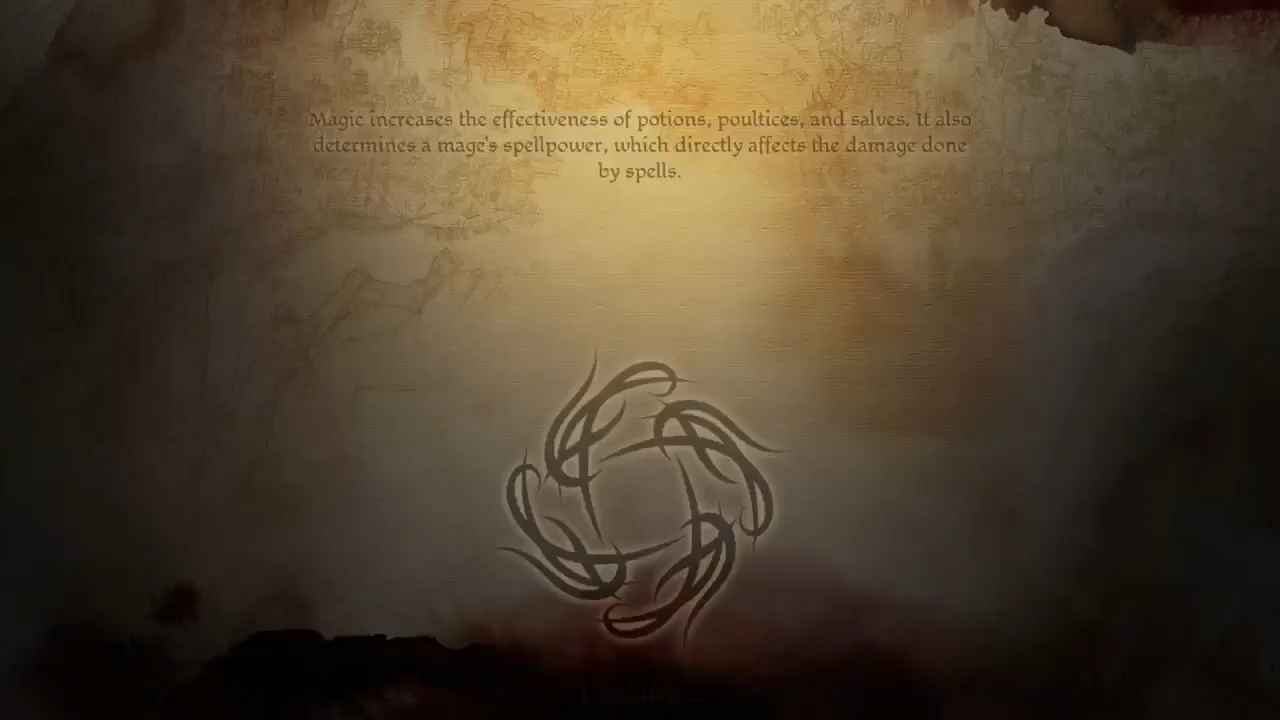 Magic increases the effectiveness of potions, poultices, and salves. It also
determines a mage's spellpower, which directly affects the damage done
by spells.
Loading ...